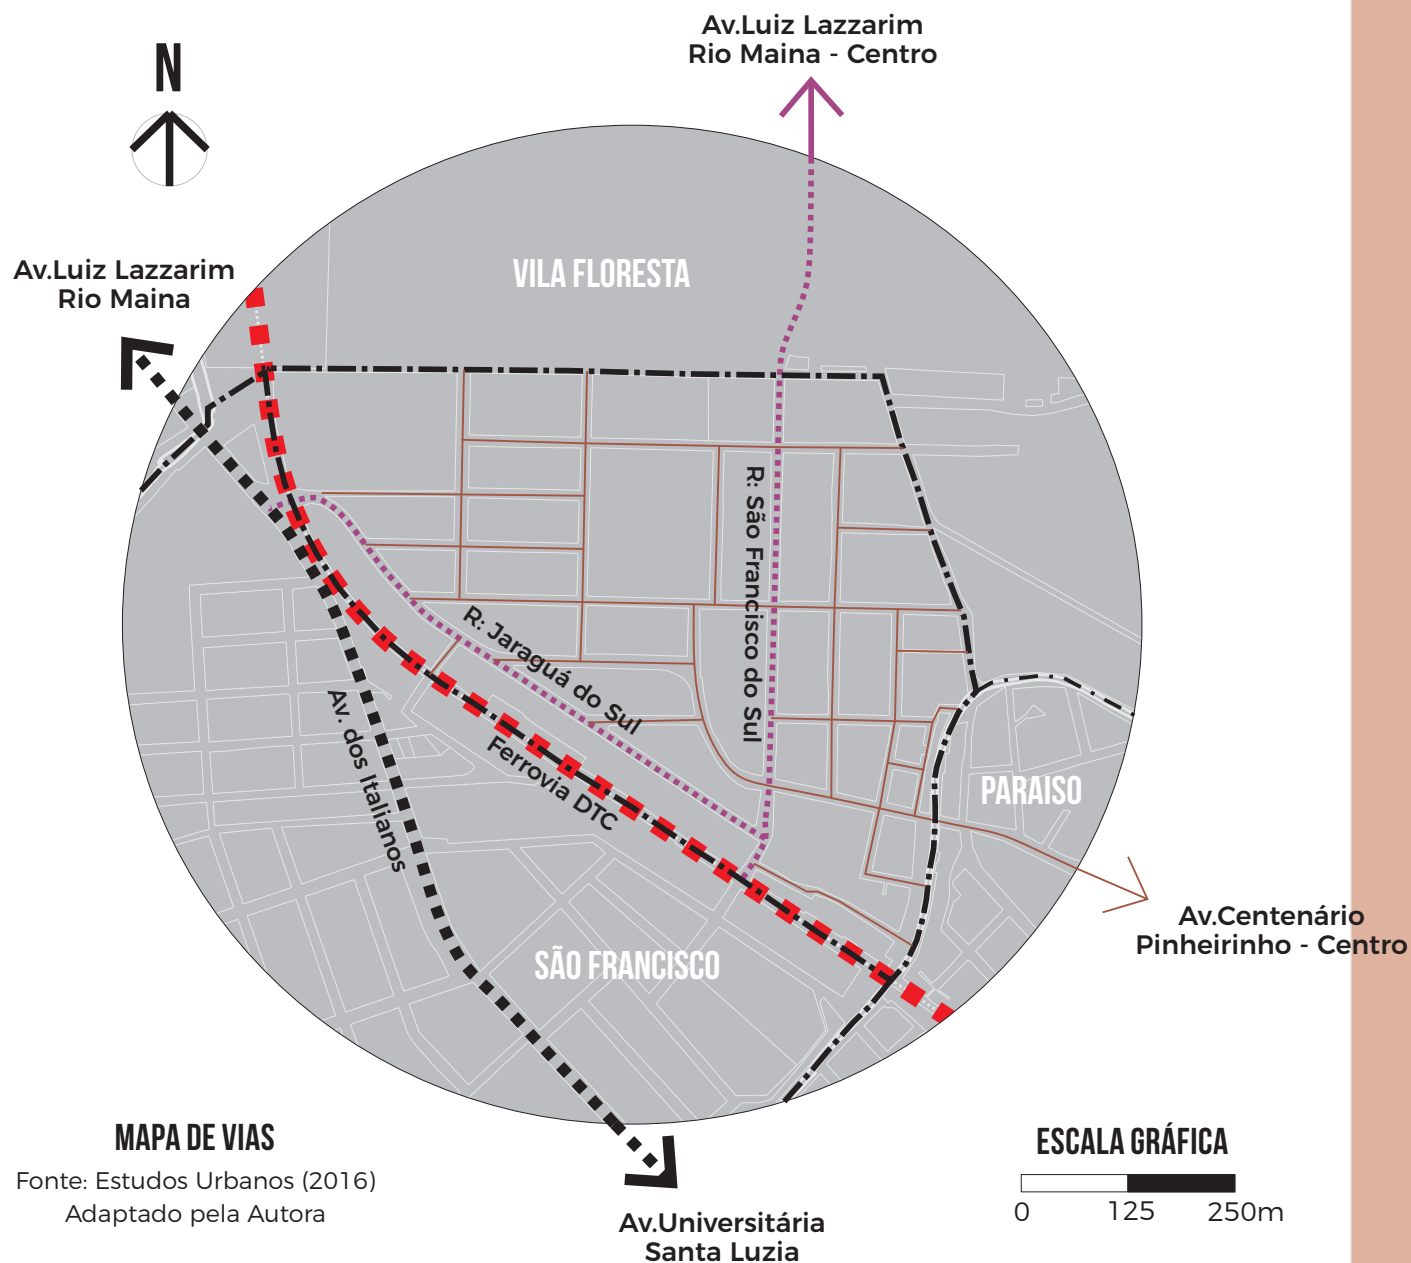 Av.Luiz Lazzarim
Rio Maina - Centro
N
Av.Luiz Lazzarim
Rio Maina
VILA FLORESTA
R: São Francisco do Sul
R: Jaraguá do Sul
Ferrovia DTC
Av. dos Italianos
PARAISO
Av.Centenário
Pinheirinho - Centro
SÃO FRANCISCO
MAPA DE VIAS
Fonte: Estudos Urbanos (2016)
Adaptado pela Autora
Av.Universitária
Santa Luzia
ESCALA GRÁFICA
0 125 250m